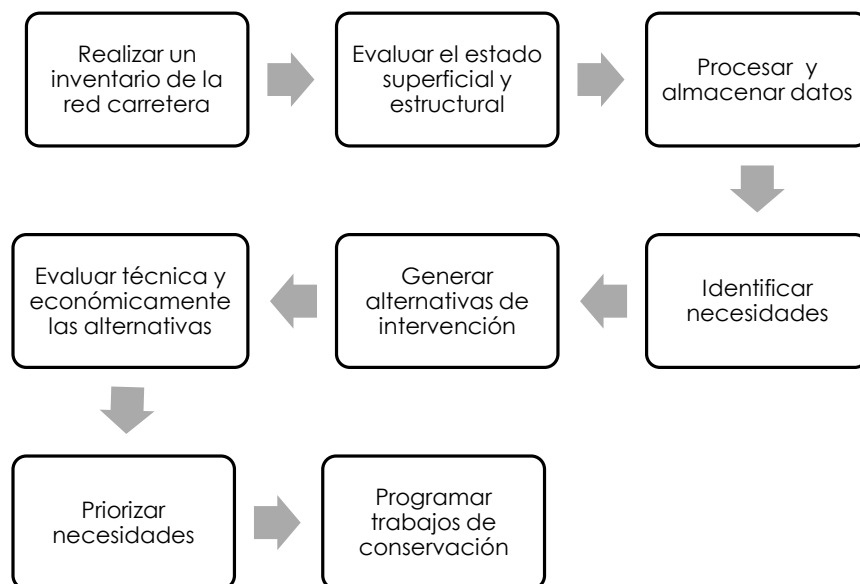 Realizar un
inventario de la
red carretera
Evaluar el estado
superficial y
estructural
Procesar y
almacenar datos
Identificar
necesidades
Generar
alternativas de
intervención
Evaluar técnica y
económicamente
las alternativas
Priorizar
necesidades
Programar
trabajos de
conservación